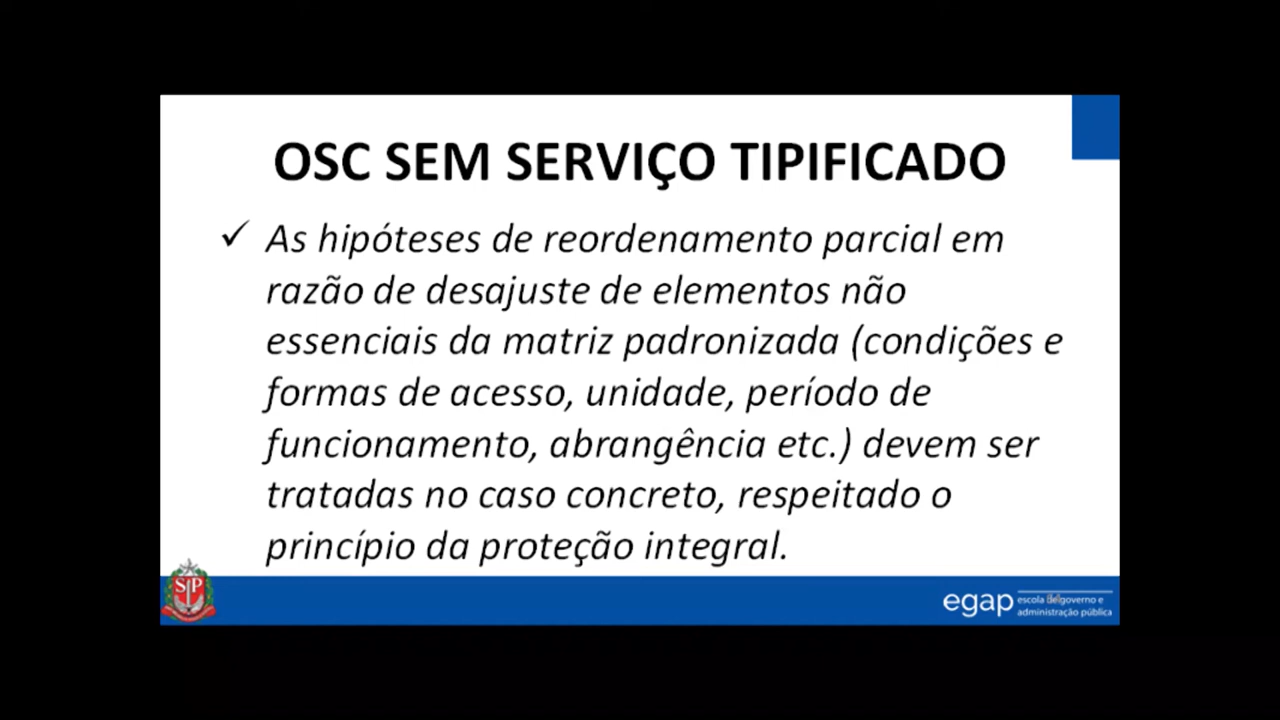 OSC SEM SERVIÇO TIPIFICADO
✓ As hipóteses de reordenamento parcial em
razão de desajuste de elementos não
essenciais da matriz padronizada (condições e
formas de acesso, unidade, período de
funcionamento, abrangência etc.) devem ser
tratadas no caso concreto, respeitado o
princípio da proteção integral.
SP
egap
escola de governo e
administração pública